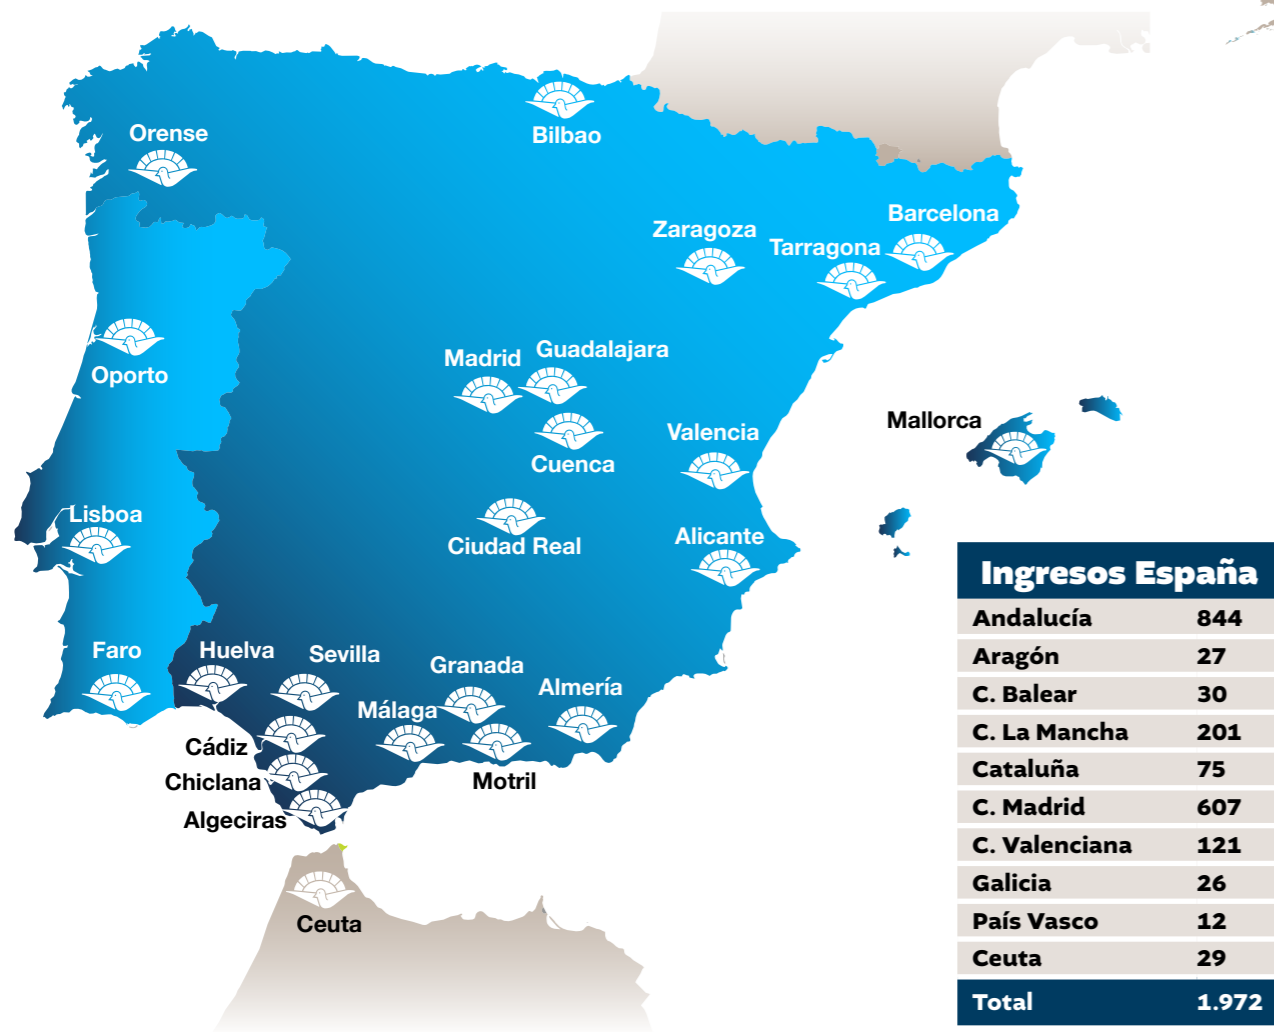 Orense
Bilbao
Barcelona
Zaragoza
Tarragona
Oporto
Madrid
Guadalajara
Cuenca
Valencia
Mallorca
Lisboa
Ciudad Real
Alicante
Faro
Huelva
Sevilla
Granada
Almería
Málaga
Cádiz
Chiclana
Motril
Algeciras
Ceuta
Ingresos España
Andalucía 844
Aragón 27
C. Balear 30
C. La Mancha 201
Cataluña 75
C. Madrid 607
C. Valenciana 121
Galicia 26
País Vasco 12
Ceuta 29
Total 1.972